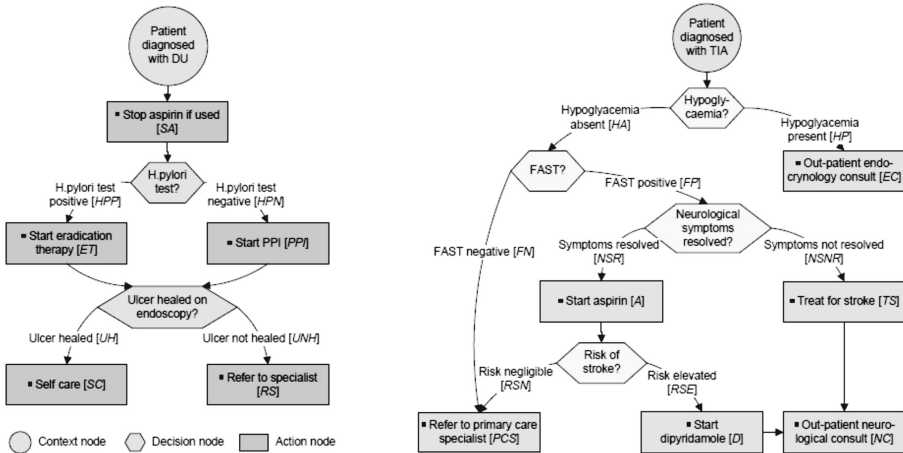 Patient
diagnosed
with DU
▪ Stop aspirin if used
[SA]
H.pylori
test?
H.pylori test
positive [HPP]
H.pylori test
negative [HPN]
▪ Start eradication
therapy [ET]
▪ Start PPI [PPI]
Ulcer healed on
endoscopy?
Ulcer healed [UH]
Ulcer not healed [UNH]
▪ Self care [SC]
▪ Refer to specialist
[RS]
Context node
Decision node
Action node
Patient
diagnosed
with TIA
Hypogly-
caemia?
Hypoglyacemia
absent [HA]
Hypoglyacemia
present [HP]
▪ Out-patient endo-
crynology consult [EC]
FAST?
FAST positive [FP]
FAST negative [FN]
Neurological
symptoms
resolved?
Symptoms resolved
[NSR]
Symptoms not resolved
[NSNR]
▪ Start aspirin [A]
▪ Treat for stroke [TS]
Risk of
stroke?
Risk negligible
[RSN]
Risk elevated
[RSE]
▪ Refer to primary care
specialist [PCS]
▪ Start
dipyridamole [D]
▪ Out-patient neuro-
logical consult [NC]